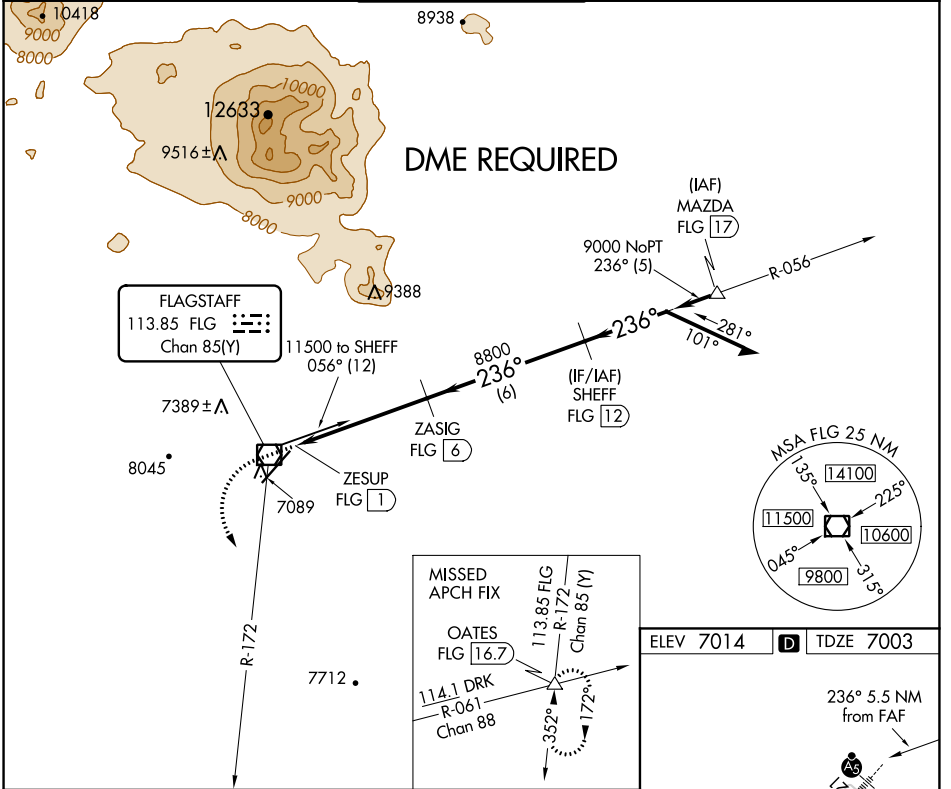 10418
9000
8000
8938
10000
12633
9516±
9000
8000
9388
DME REQUIRED
(IAF)
MAZDA
FLG 17
9000 NoPT
236° (5)
R-056
FLAGSTAFF
113.85 FLG
Chan 85(Y)
11500 to SHEFF
056° (12)
236°
281°
101°
8800
236°
(6)
(IF/IAF)
SHEFF
FLG 12
7389±
ZASIG
FLG 6
8045
ZESUP
FLG 1
7089
MSA FLG 25 NM
135°
14100
225°
11500
10600
045°
9800
315°
R-172
7712
MISSED
APCH FIX
113.85 FLG
R-172
Chan 85 (Y)
OATES
FLG 16.7
114.1 DRK
R-061
Chan 88
352°
172°
ELEV 7014
D
TDZE 7003
236° 5.5 NM
from FAF
A5